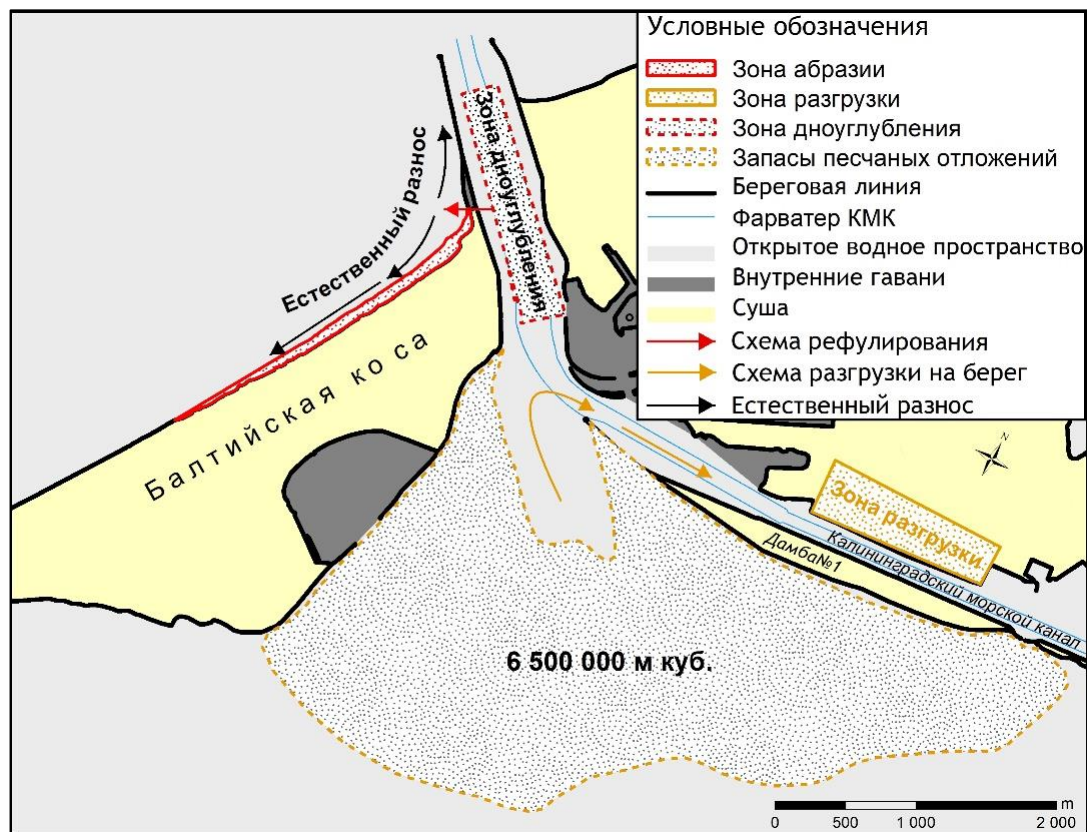 Условные обозначения
Зона абразии
Зона разгрузки
Зона дноуглубления
Запасы песчаных отложений
Береговая линия
Фарватер КМК
Открытое водное пространство
Внутренние гавани
Суша
Схема рефулирования
Схема разгрузки на берег
Естественный разнос
Зона дноуглубления
Естественный разнос
Балтийская коса
N
Зона разгрузки
Дамба№1
Калининградский морской канал
6 500 000 м куб.
m
0 500 1 000 2 000